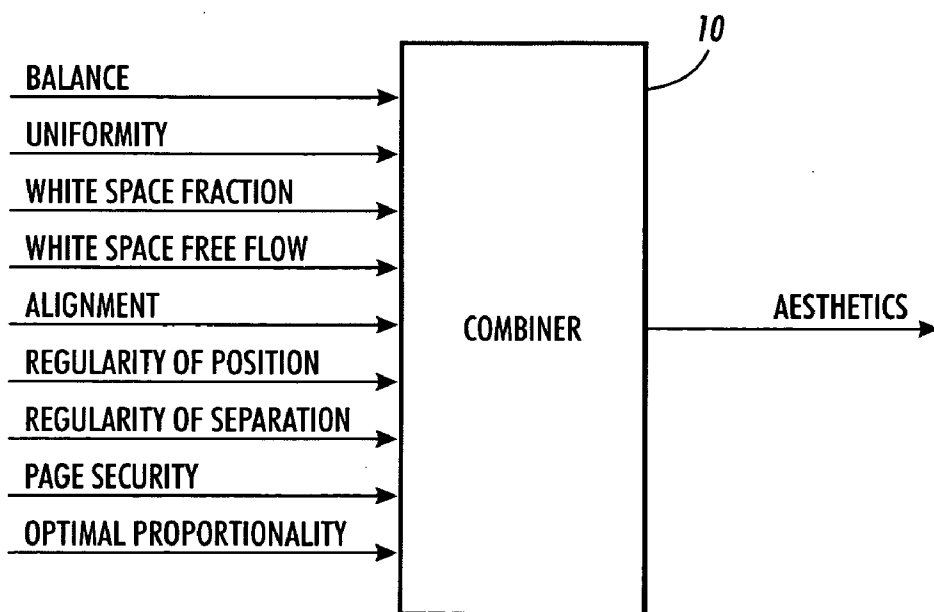 10
BALANCE
UNIFORMITY
WHITE SPACE FRACTION
WHITE SPACE FREE FLOW
ALIGNMENT
REGULARITY OF POSITION
REGULARITY OF SEPARATION
PAGE SECURITY
OPTIMAL PROPORTIONALITY
COMBINER
AESTHETICS